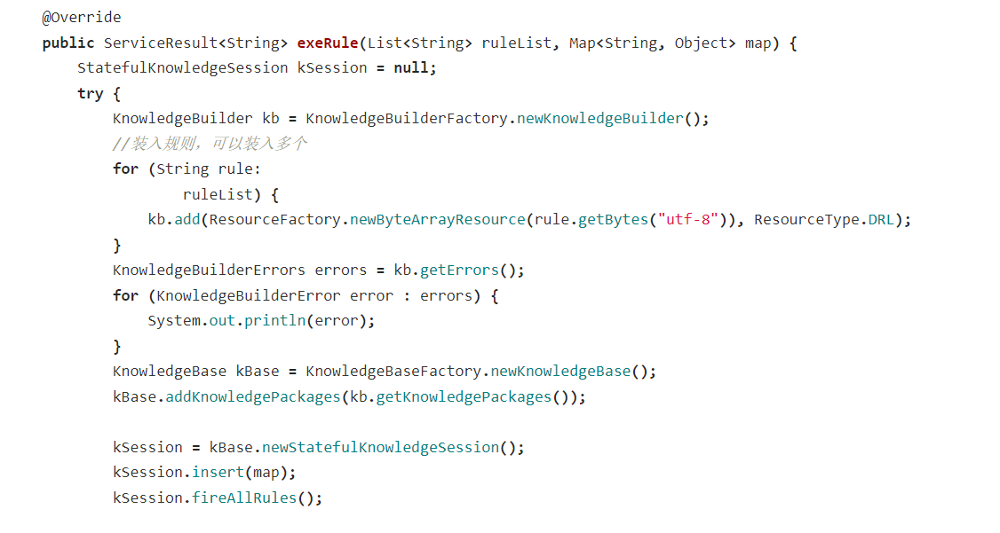 @Override
public ServiceResult<String> exeRule(List<String> ruleList, Map<String, Object> map) {
    StatefulKnowledgeSession kSession = null;
    try {
        KnowledgeBuilder kb = KnowledgeBuilderFactory.newKnowledgeBuilder();
        //装入规则，可以装入多个
        for (String rule:
                ruleList) {
            kb.add(ResourceFactory.newByteArrayResource(rule.getBytes("utf-8")), ResourceType.DRL);
        }
        KnowledgeBuilderErrors errors = kb.getErrors();
        for (KnowledgeBuilderError error : errors) {
            System.out.println(error);
        }
        KnowledgeBase kBase = KnowledgeBaseFactory.newKnowledgeBase();
        kBase.addKnowledgePackages(kb.getKnowledgePackages());

        kSession = kBase.newStatefulKnowledgeSession();
        kSession.insert(map);
        kSession.fireAllRules();